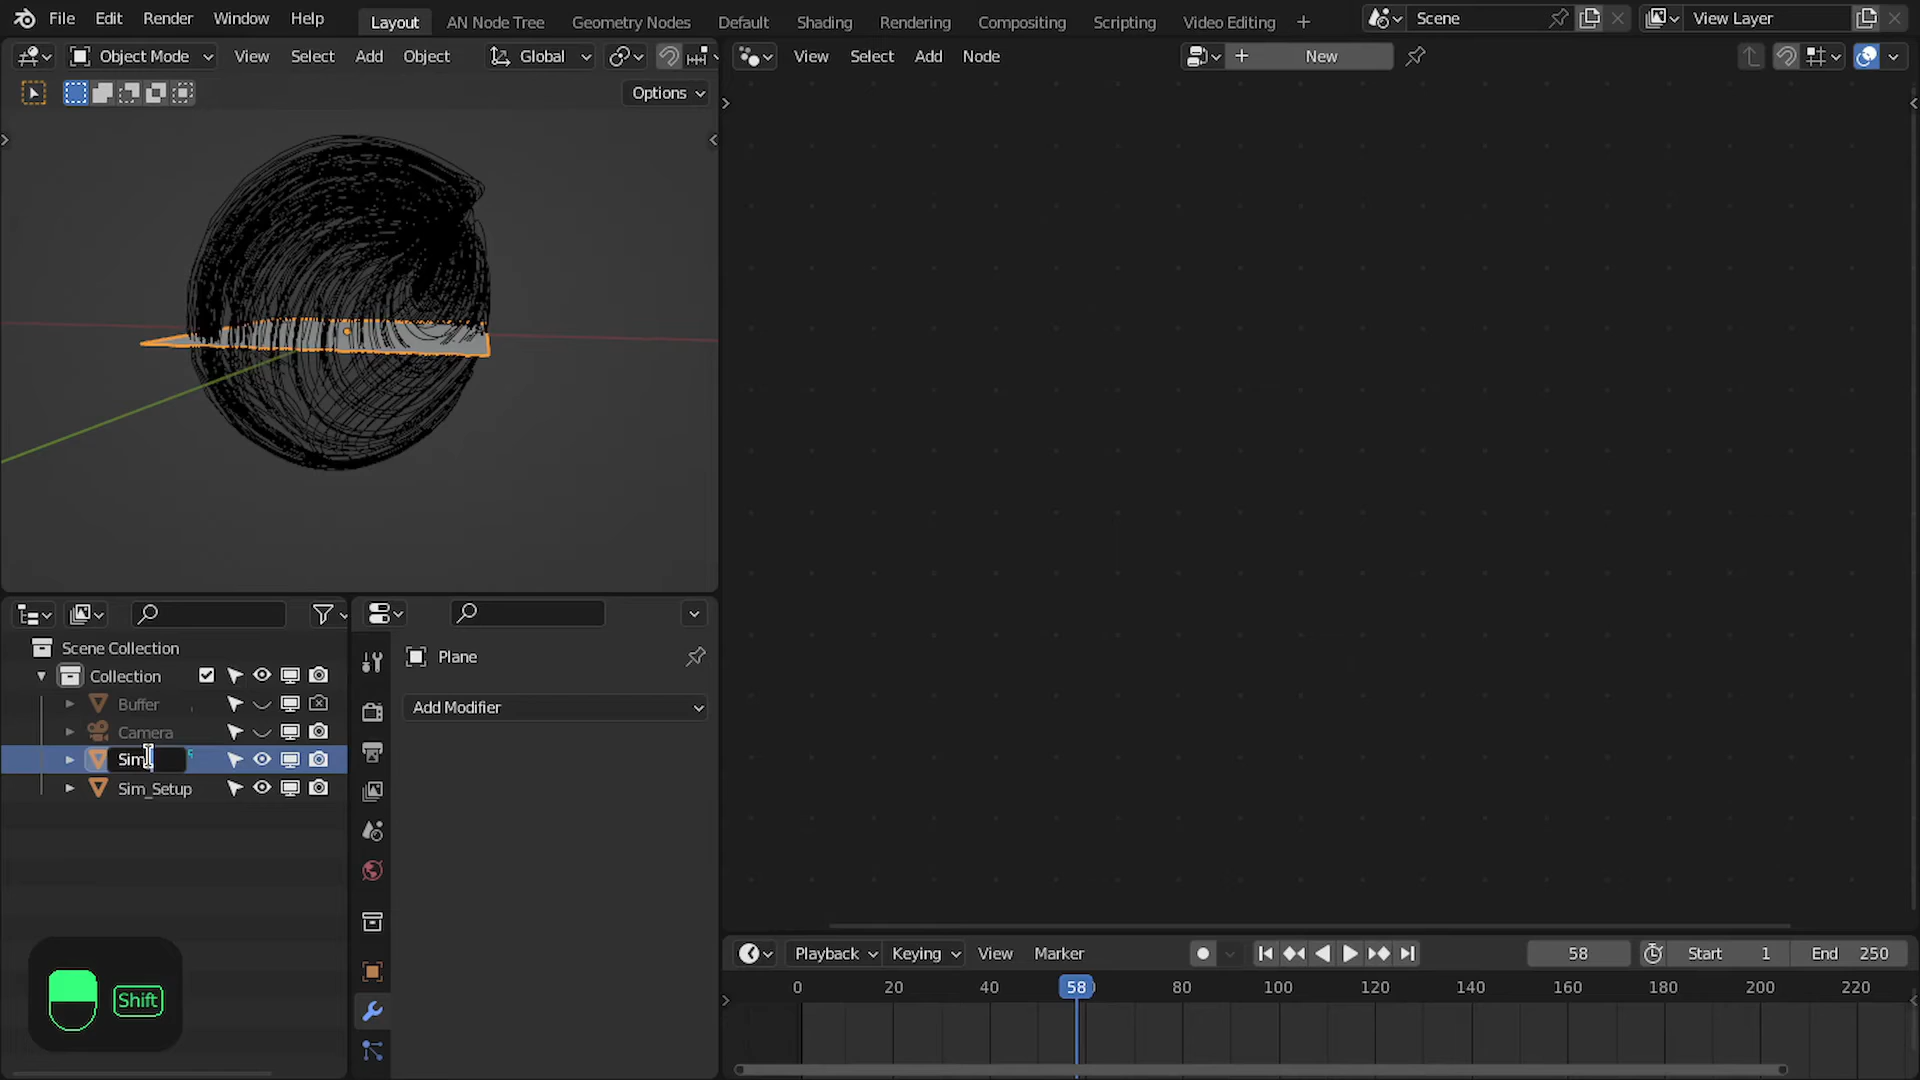 File Edit Render Window Help Layout AN Node Tree Geometry Nodes Default Shading Rendering Compositing Scripting Video Editing + Scene View Layer
Object Mode View Select Add Object Global View Select Add Node New
Options
Scene Collection
Collection
Buffer
Camera
Sim_
Sim_Setup
Plane
Add Modifier
Shift
Playback Keying View Marker 58 Start 1 End 250
0 20 40 58 80 100 120 140 160 180 200 220